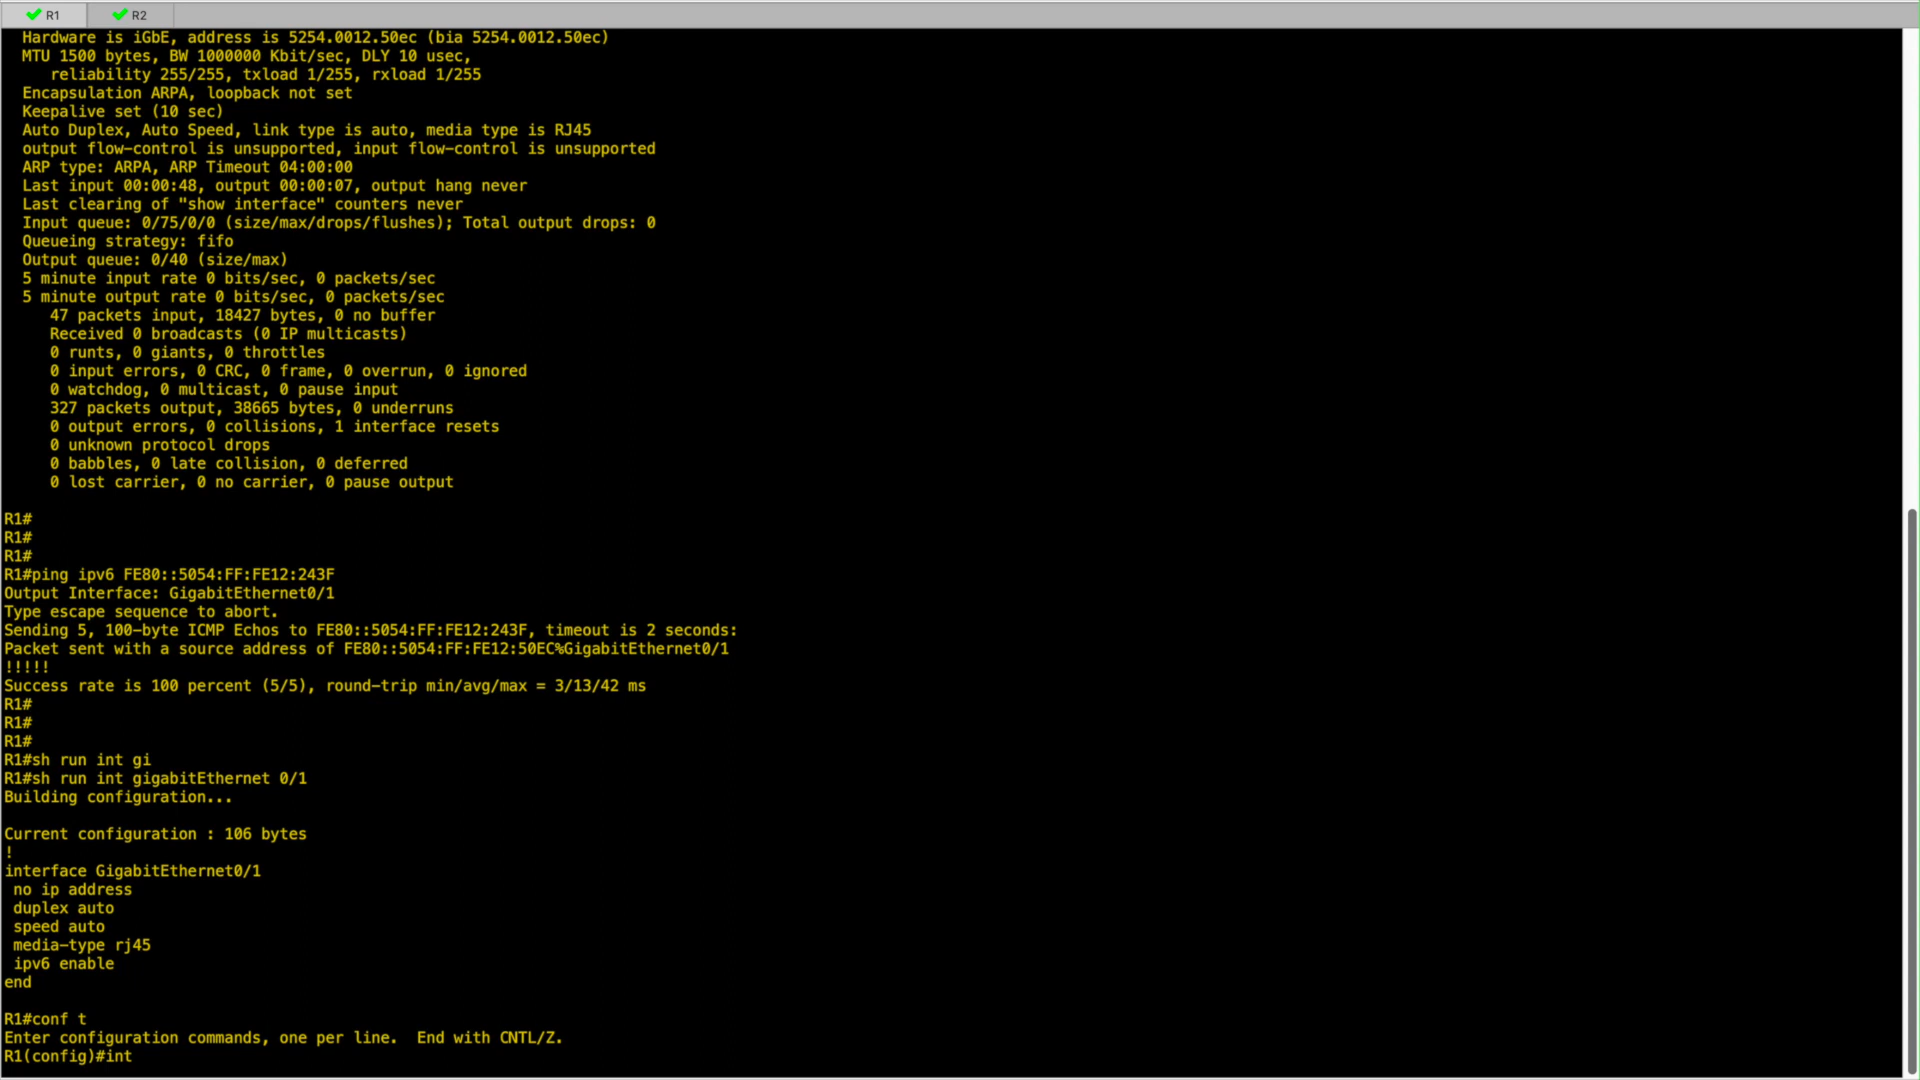 R1
R2
Hardware is iGbE, address is 5254.0012.50ec (bia 5254.0012.50ec)
MTU 1500 bytes, BW 1000000 Kbit/sec, DLY 10 usec,
reliability 255/255, txload 1/255, rxload 1/255
Encapsulation ARPA, loopback not set
Keepalive set (10 sec)
Auto Duplex, Auto Speed, link type is auto, media type is RJ45
output flow-control is unsupported, input flow-control is unsupported
ARP type: ARPA, ARP Timeout 04:00:00
Last input 00:00:48, output 00:00:07, output hang never
Last clearing of "show interface" counters never
Input queue: 0/75/0/0 (size/max/drops/flushes); Total output drops: 0
Queueing strategy: fifo
Output queue: 0/40 (size/max)
5 minute input rate 0 bits/sec, 0 packets/sec
5 minute output rate 0 bits/sec, 0 packets/sec
47 packets input, 18427 bytes, 0 no buffer
Received 0 broadcasts (0 IP multicasts)
0 runts, 0 giants, 0 throttles
0 input errors, 0 CRC, 0 frame, 0 overrun, 0 ignored
0 watchdog, 0 multicast, 0 pause input
327 packets output, 38665 bytes, 0 underruns
0 output errors, 0 collisions, 1 interface resets
0 unknown protocol drops
0 babbles, 0 late collision, 0 deferred
0 lost carrier, 0 no carrier, 0 pause output
R1#
R1#
R1#
R1#ping ipv6 FE80::5054:FF:FE12:243F
Output Interface: GigabitEthernet0/1
Type escape sequence to abort.
Sending 5, 100-byte ICMP Echos to FE80::5054:FF:FE12:243F, timeout is 2 seconds:
Packet sent with a source address of FE80::5054:FF:FE12:50EC%GigabitEthernet0/1
!!!!!
Success rate is 100 percent (5/5), round-trip min/avg/max = 3/13/42 ms
R1#
R1#
R1#
R1#sh run int gi
R1#sh run int gigabitEthernet 0/1
Building configuration...
Current configuration : 106 bytes
!
interface GigabitEthernet0/1
no ip address
duplex auto
speed auto
media-type rj45
ipv6 enable
end
R1#conf t
Enter configuration commands, one per line.  End with CNTL/Z.
R1(config)#int